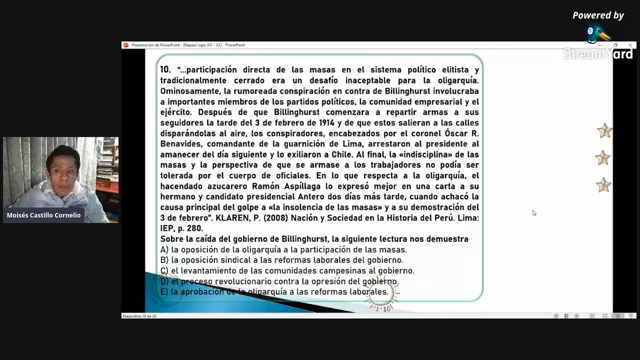 Powered by
StreamYard
Presentación de PowerPoint - [Repaso siglo XIX - XX] - PowerPoint
10. "...participación directa de las masas en el sistema político elitista y
tradicionalmente cerrado era un desafío inaceptable para la oligarquía.
Ominosamente, la rumoreada conspiración en contra de Billinghurst involucraba
a importantes miembros de los partidos políticos, la comunidad empresarial y el
ejército. Después de que Billinghurst comenzara a repartir armas a sus
seguidores la tarde del 3 de febrero de 1914 y de que estos salieran a las calles
disparándolas al aire, los conspiradores, encabezados por el coronel Óscar R.
Benavides, comandante de la guarnición de Lima, arrestaron al presidente al
amanecer del día siguiente y lo exiliaron a Chile. Al final, la «indisciplina» de las
masas y la perspectiva de que se armase a los trabajadores no podía ser
tolerada por el cuerpo de oficiales. En lo que respecta a la oligarquía, el
hacendado azucarero Ramón Aspíllaga lo expresó mejor en una carta a su
hermano y candidato presidencial Antero dos días más tarde, cuando achacó la
causa principal del golpe a «la insolencia de las masas» y a su demostración del
3 de febrero". KLAREN, P. (2008) Nación y Sociedad en la Historia del Perú. Lima:
IEP, p. 280.
Sobre la caída del gobierno de Billinghurst, la siguiente lectura nos demuestra
A) la oposición de la oligarquía a la participación de las masas.
B) la oposición sindical a las reformas laborales del gobierno.
C) el levantamiento de las comunidades campesinas al gobierno.
D) el proceso revolucionario contra la opresión del gobierno.
E) la aprobación de la oligarquía a las reformas laborales.
Moisés Castillo Cornelio